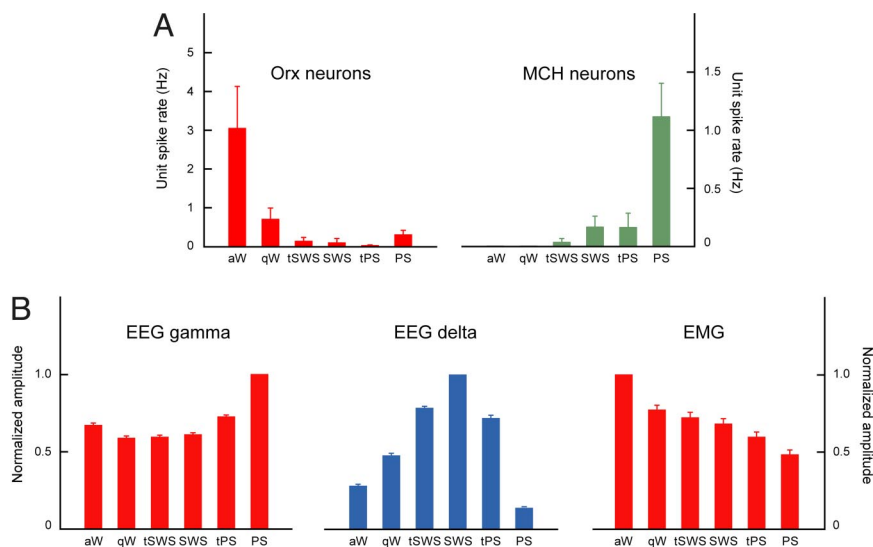 A
Orx neurons
MCH neurons
Unit spike rate (Hz)
5
4
3
2
1
0
aW qW tSWS SWS tPS PS
aW qW tSWS SWS tPS PS
1.5
1.0
0.5
0
Unit spike rate (Hz)
B
EEG gamma
EEG delta
EMG
Normalized amplitude
1.0
0.5
0
aW qW tSWS SWS tPS PS
aW qW tSWS SWS tPS PS
aW qW tSWS SWS tPS PS
1.0
0.5
0
Normalized amplitude